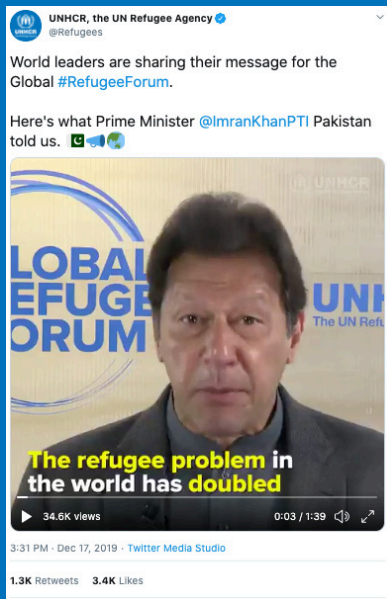 UNHCR, the UN Refugee Agency
@Refugees
World leaders are sharing their message for the
Global #RefugeeForum.
Here's what Prime Minister @ImranKhanPTI Pakistan
told us.
UNHCR
LOBAL
EFUGE
ORUM
The UN Refu
The refugee problem in
the world has doubled
34.6K views
0:03 / 1:39
3:31 PM · Dec 17, 2019 · Twitter Media Studio
1.3K Retweets 3.4K Likes